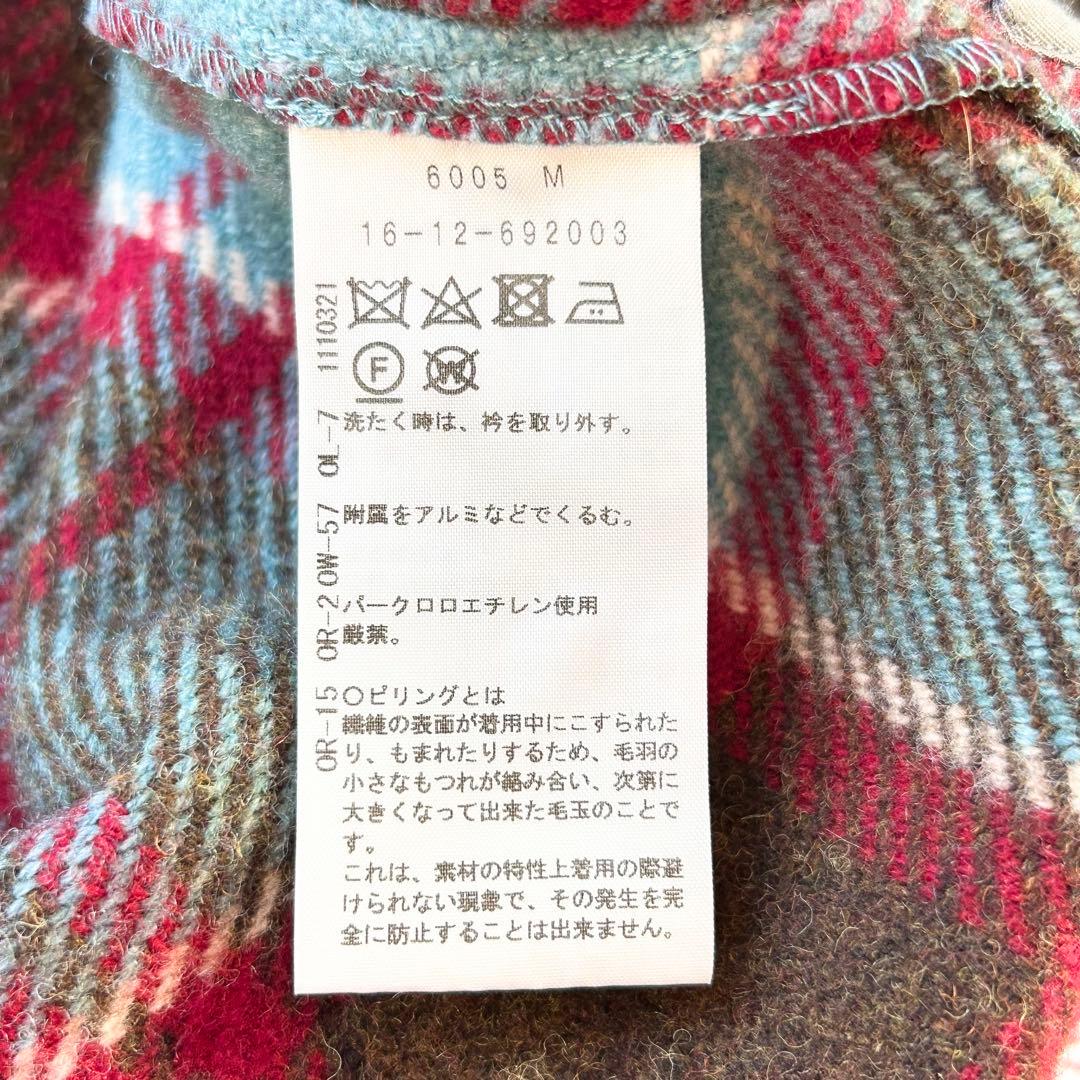 6005 M
16-12-692003
1110321
F
W
OL-7
洗たく時は、衿を取り外す。
OW-57
附属をアルミなどでくるむ。
OR-2
パークロロエチレン使用
厳禁。
OR-15
〇ピリングとは
繊維の表面が着用中にこすられた
り、もまれたりするため、毛羽の
小さなもつれが絡み合い、次第に
大きくなって出来た毛玉のことで
す。
これは、素材の特性上着用の際避
けられない現象で、その発生を完
全に防止することは出来ません。